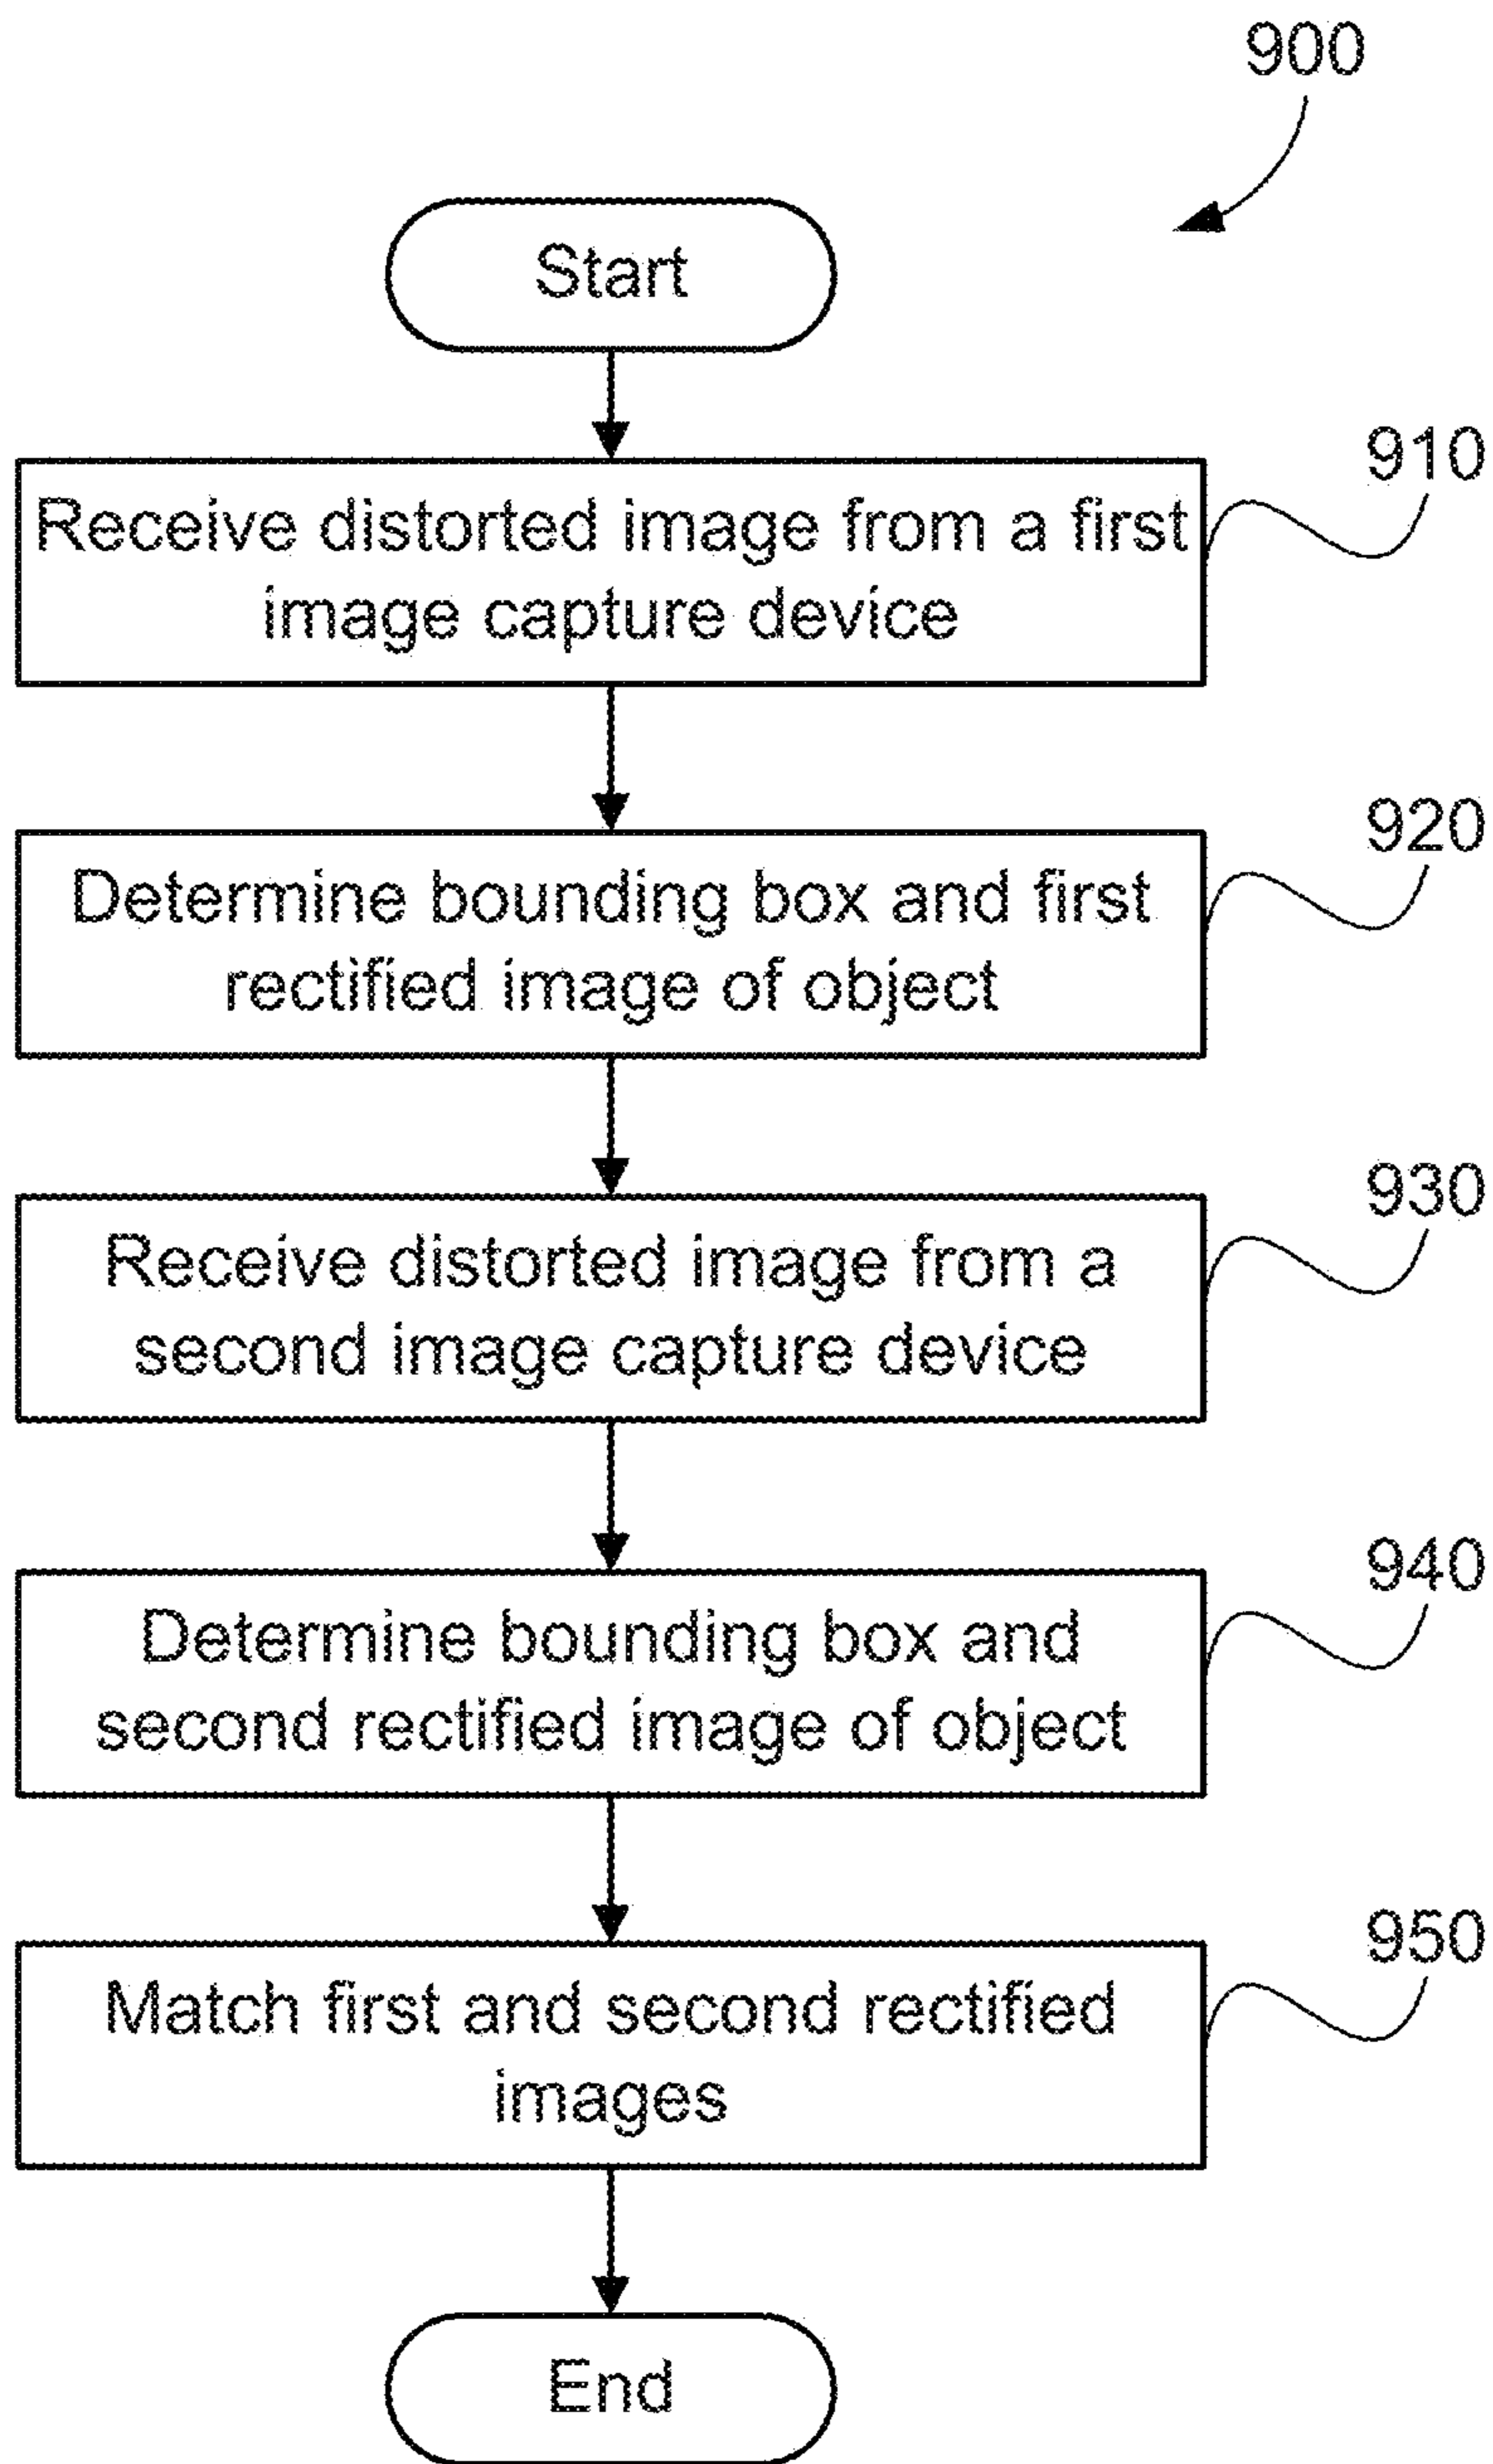 900
Start
910
Receive distorted image from a first
image capture device
920
Determine bounding box and first
rectified image of object
930
Receive distorted image from a
second image capture device
940
Determine bounding box and
second rectified image of object
950
Match first and second rectified
images
End